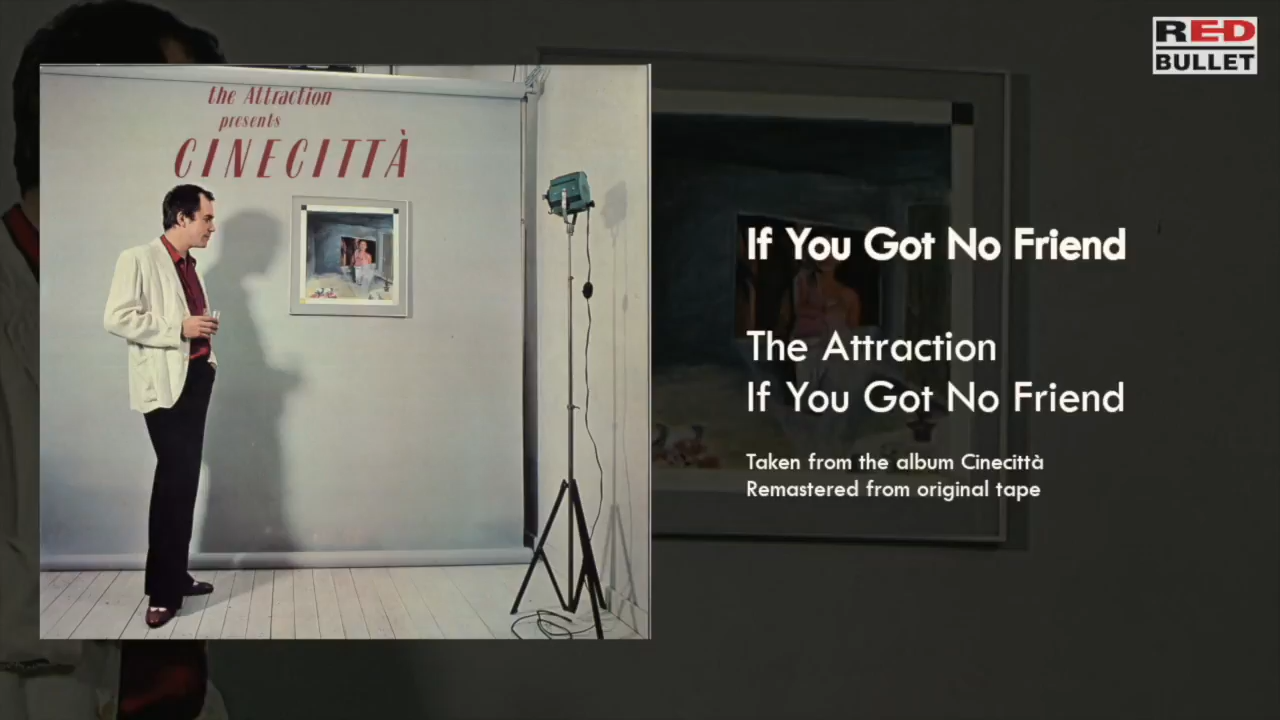 RED
BULLET
the Attraction
presents
CINECITTÀ
If You Got No Friend
The Attraction
If You Got No Friend
Taken from the album Cinecittà
Remastered from original tape